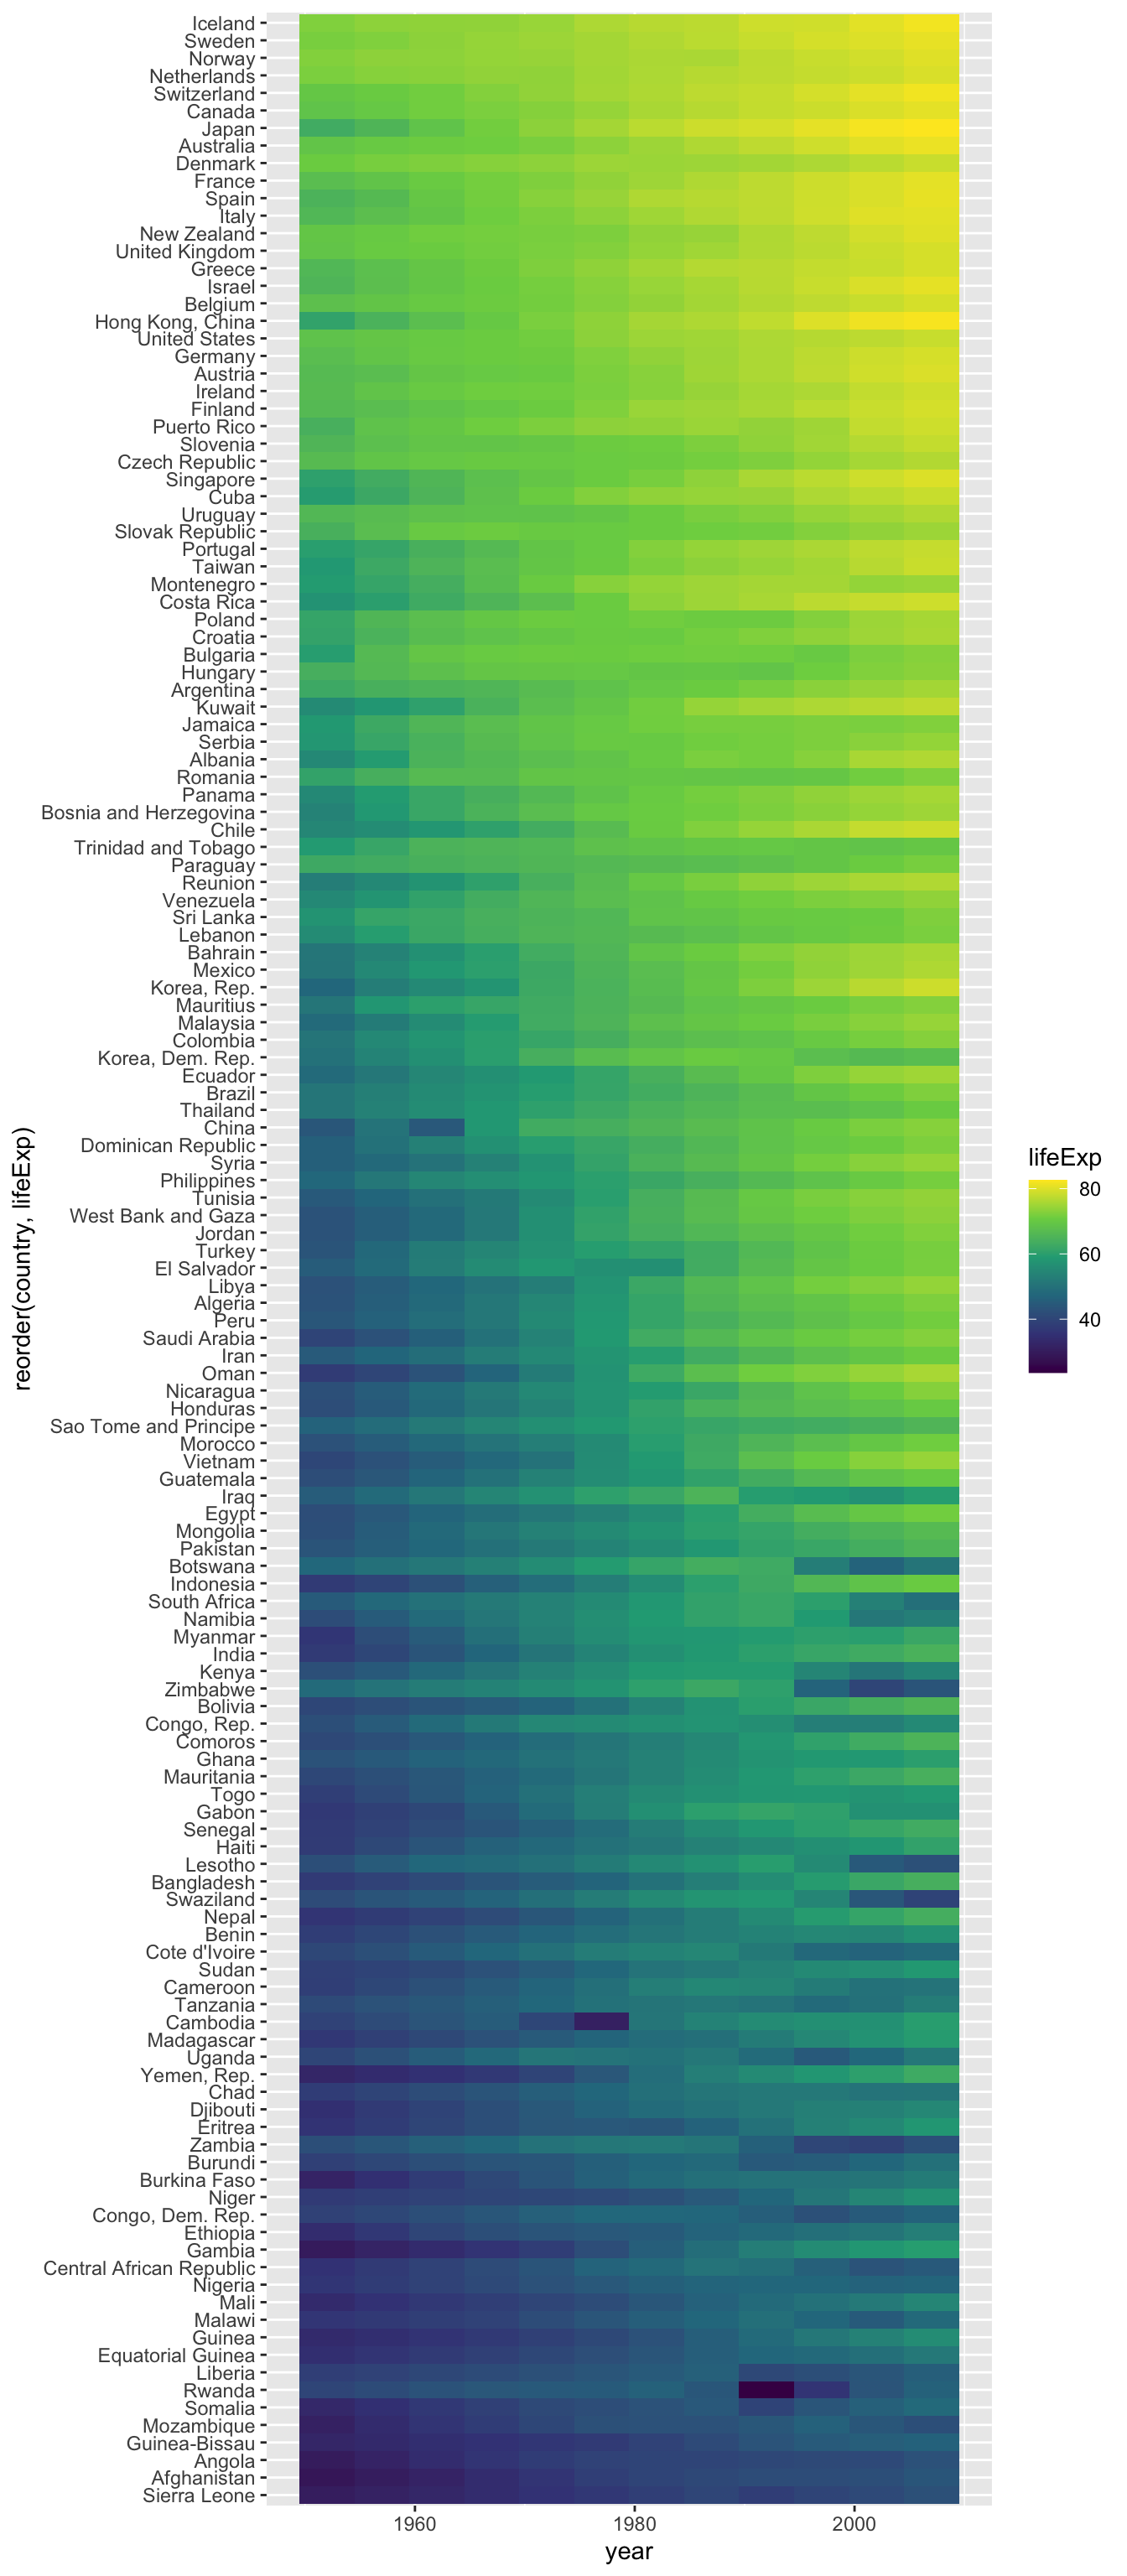 Iceland
Sweden
Norway
Netherlands
Switzerland
Canada
Japan
Australia
Denmark
France
Spain
Italy
New Zealand
United Kingdom
Greece
Israel
Belgium
Hong Kong, China
United States
Germany
Austria
Ireland
Finland
Puerto Rico
Slovenia
Czech Republic
Singapore
Cuba
Uruguay
Slovak Republic
Portugal
Taiwan
Montenegro
Costa Rica
Poland
Croatia
Bulgaria
Hungary
Argentina
Kuwait
Jamaica
Serbia
Albania
Romania
Panama
Bosnia and Herzegovina
Chile
Trinidad and Tobago
Paraguay
Reunion
Venezuela
Sri Lanka
Lebanon
Bahrain
Mexico
Korea, Rep.
Mauritius
Malaysia
Colombia
Korea, Dem. Rep.
Ecuador
Brazil
Thailand
China
Dominican Republic
Syria
Philippines
Tunisia
West Bank and Gaza
Jordan
Turkey
El Salvador
Libya
Algeria
Peru
Saudi Arabia
Iran
Oman
Nicaragua
Honduras
Sao Tome and Principe
Morocco
Vietnam
Guatemala
Iraq
Egypt
Mongolia
Pakistan
Botswana
Indonesia
South Africa
Namibia
Myanmar
India
Kenya
Zimbabwe
Bolivia
Congo, Rep.
Comoros
Ghana
Mauritania
Togo
Gabon
Senegal
Haiti
Lesotho
Bangladesh
Swaziland
Nepal
Benin
Cote d'Ivoire
Sudan
Cameroon
Tanzania
Cambodia
Madagascar
Uganda
Yemen, Rep.
Chad
Djibouti
Eritrea
Zambia
Burundi
Burkina Faso
Niger
Congo, Dem. Rep.
Ethiopia
Gambia
Central African Republic
Nigeria
Mali
Malawi
Guinea
Equatorial Guinea
Liberia
Rwanda
Somalia
Mozambique
Guinea-Bissau
Angola
Afghanistan
Sierra Leone
reorder(country, lifeExp)
1960 1980 2000
year
lifeExp
80
60
40